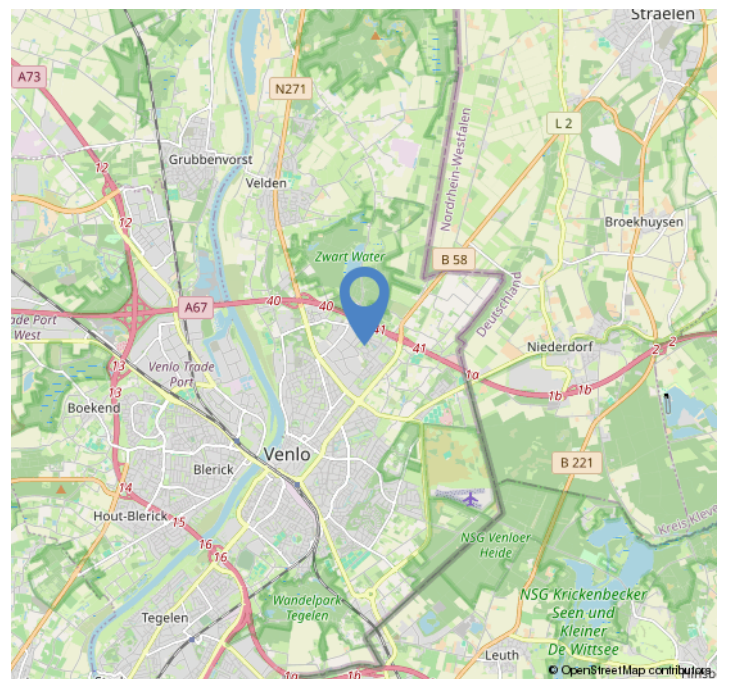 Straelen
A73
N271
L 2
Nordrhein-Westfalen
Grubbenvorst
12
Velden
12
Broekhuysen
Zwart Water
B 58
Deutschland
A67
40
40
41
41
ade Port
West
Niederdorf
2
2
13
13
Venlo Trade
Port
1a
1b
1b
Boekend
Venlo
Blerick
B 221
14
Hout-Blerick
15
16
16
NSG Venloer
Heide
Kreis Kleve
NSG Krickenbecker
Seen und
Kleiner
De Wittsee
Wandelpark
Tegelen
Tegelen
Leuth
1a
1b
© OpenStreetMap contributors